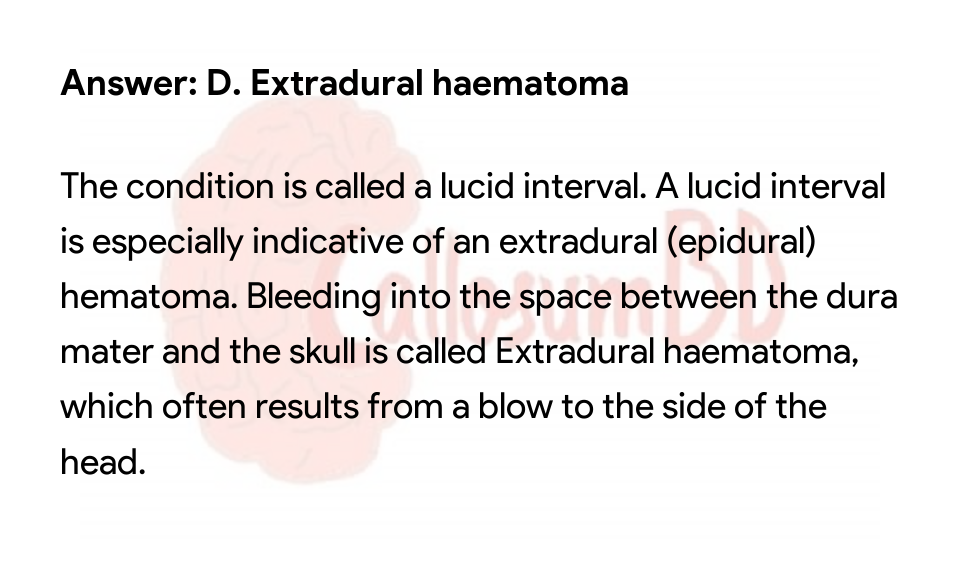 Answer: D. Extradural haematoma
The condition is called a lucid interval. A lucid interval
is especially indicative of an extradural (epidural)
hematoma. Bleeding into the space between the dura
mater and the skull is called Extradural haematoma,
which often results from a blow to the side of the
head.
CallosumBD